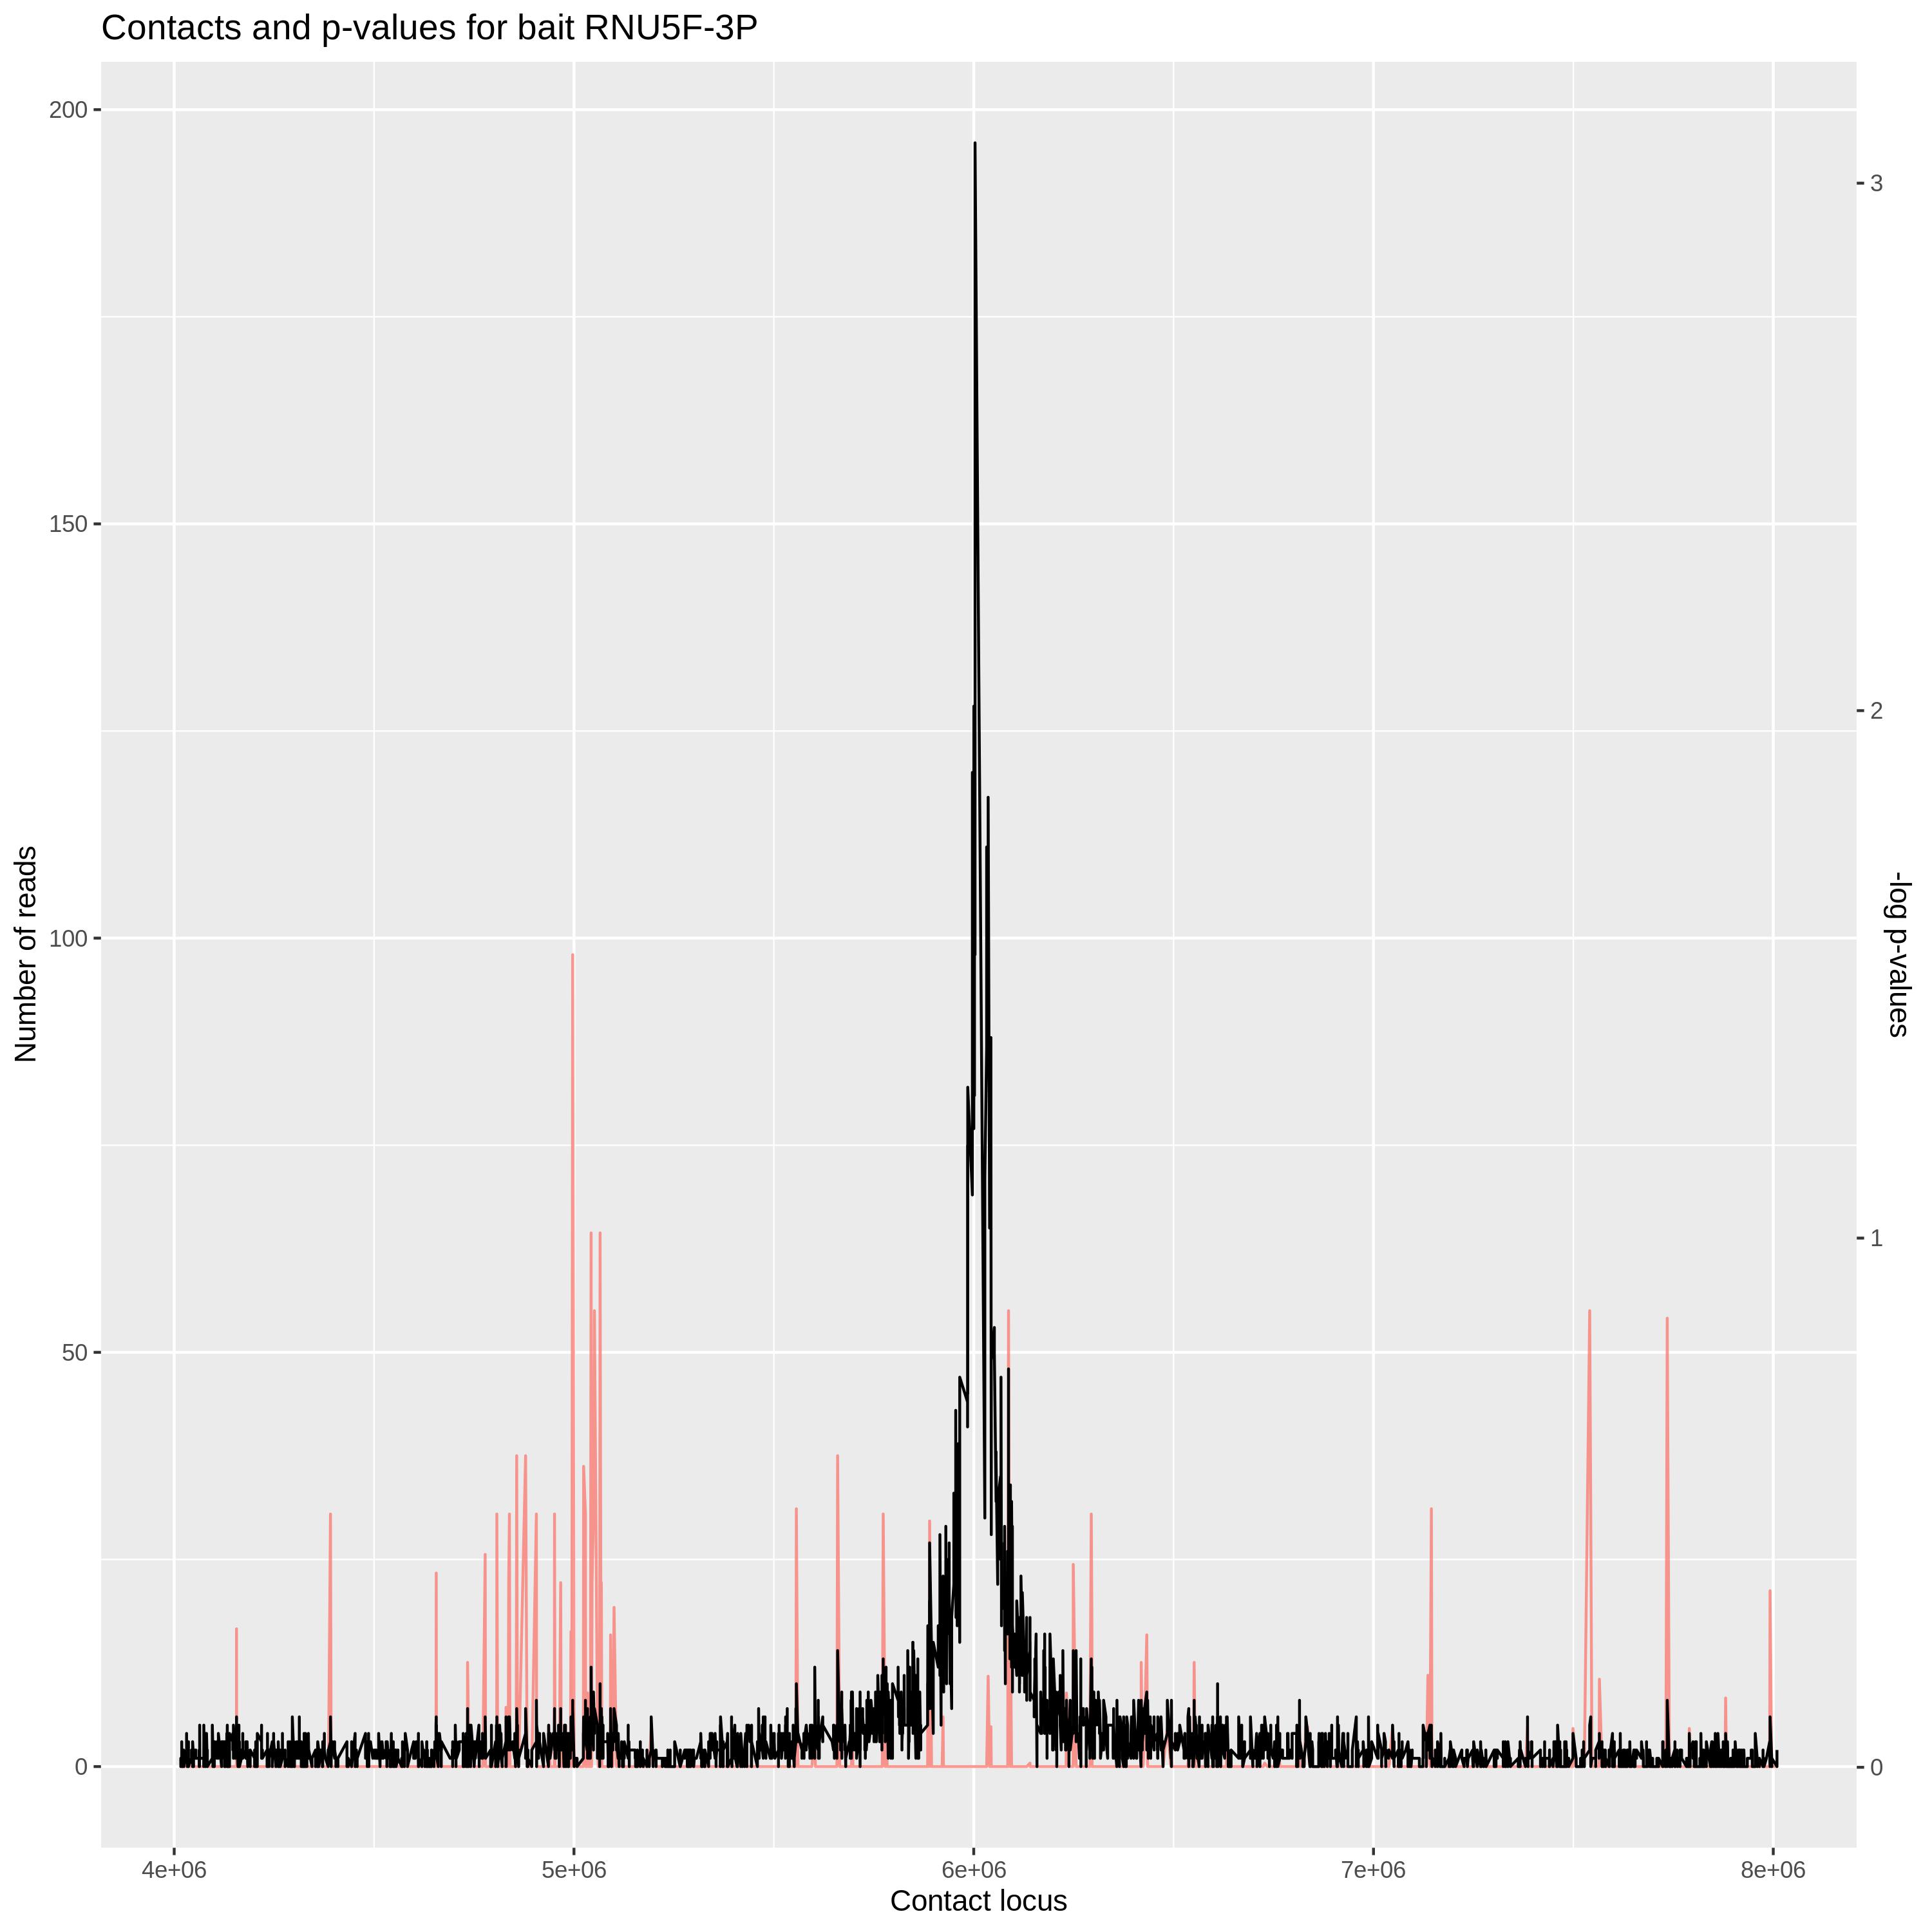 Contacts and p-values for bait RNU5F-3P
200
150
100
50
0
Number of reads
3
2
1
0
-log p-values
4e+06
5e+06
6e+06
7e+06
8e+06
Contact locus